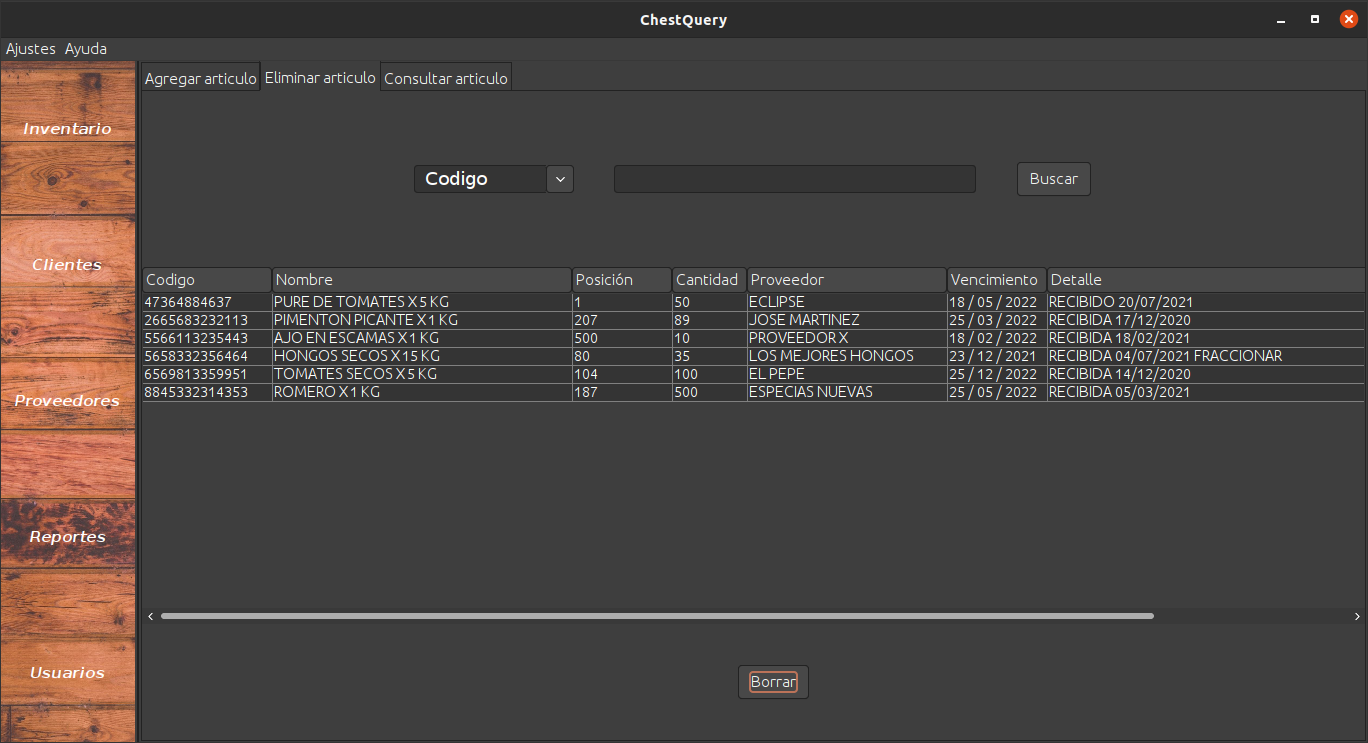 ChestQuery
Ajustes Ayuda
Agregar articulo Eliminar articulo Consultar articulo
Inventario
Clientes
Proveedores
Reportes
Usuarios
Codigo Buscar
Codigo Nombre Posición Cantidad Proveedor Vencimiento Detalle
47364884637 PURE DE TOMATES X 5 KG 1 50 ECLIPSE 18 / 05 / 2022 RECIBIDO 20/07/2021
2665683232113 PIMENTON PICANTE X 1 KG 207 89 JOSE MARTINEZ 25 / 03 / 2022 RECIBIDA 17/12/2020
5566113235443 AJO EN ESCAMAS X 1 KG 500 10 PROVEEDOR X 18 / 02 / 2022 RECIBIDA 18/02/2021
5658332356464 HONGOS SECOS X 15 KG 80 35 LOS MEJORES HONGOS 23 / 12 / 2021 RECIBIDA 04/07/2021 FRACCIONAR
6569813359951 TOMATES SECOS X 5 KG 104 100 EL PEPE 25 / 12 / 2022 RECIBIDA 14/12/2020
8845332314353 ROMERO X 1 KG 187 500 ESPECIAS NUEVAS 25 / 05 / 2022 RECIBIDA 05/03/2021
Borrar